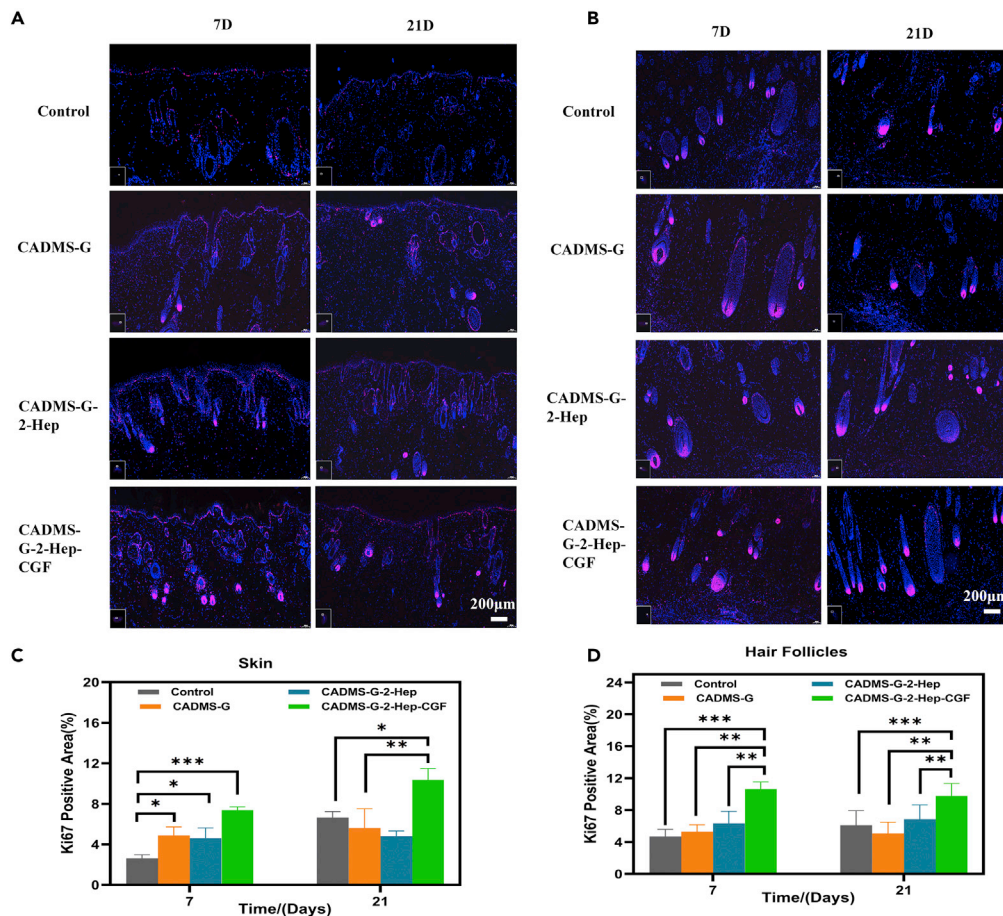 A
7D 21D
Control
CADMS-G
CADMS-G-
2-Hep
CADMS-
G-2-Hep-
CGF
200μm
B
7D 21D
Control
CADMS-G
CADMS-G-
2-Hep
CADMS-
G-2-Hep-
CGF
200μm
C
Skin
Control
CADMS-G
CADMS-G-2-Hep
CADMS-G-2-Hep-CGF
Ki67 Positive Area(%)
20
16
12
8
4
0
***
*
*
*
**
7 21
Time/(Days)
D
Hair Follicles
Control
CADMS-G
CADMS-G-2-Hep
CADMS-G-2-Hep-CGF
Ki67 Positive Area(%)
24
20
16
12
8
4
0
***
**
**
***
**
**
7 21
Time/(Days)